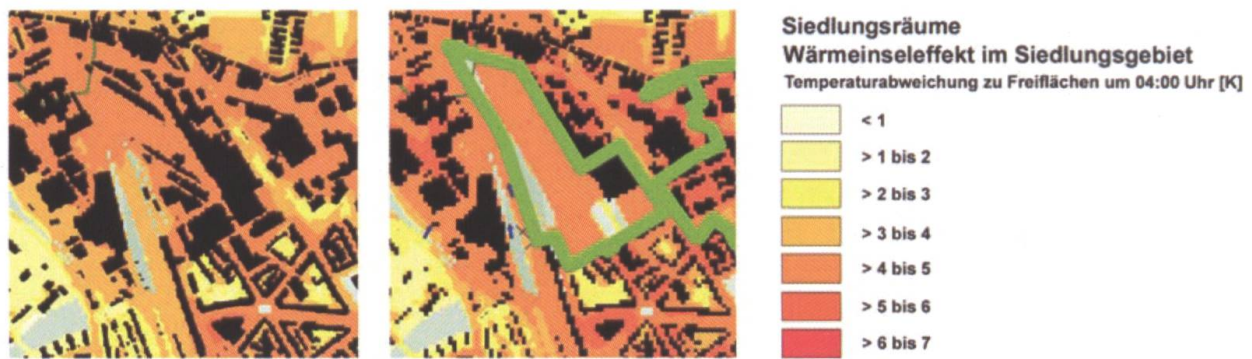 Siedlungsräume
Wärmeinseleffekt im Siedlungsgebiet
Temperaturabweichung zu Freiflächen um 04:00 Uhr [K]
< 1
> 1 bis 2
> 2 bis 3
> 3 bis 4
> 4 bis 5
> 5 bis 6
> 6 bis 7